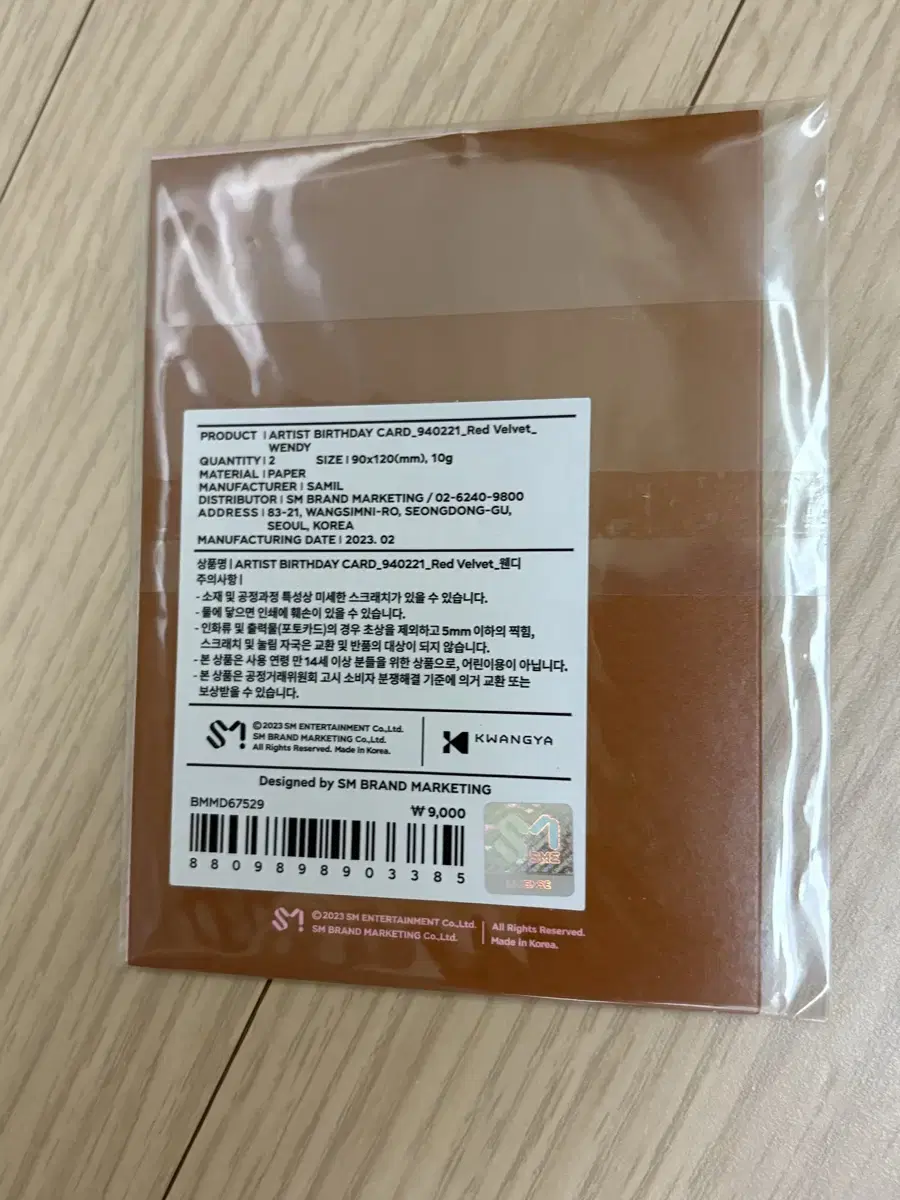 PRODUCT | ARTIST BIRTHDAY CARD_940221_Red Velvet_
WENDY
QUANTITY | 2 SIZE | 90x120(mm), 10g
MATERIAL | PAPER
MANUFACTURER | SAMIL
DISTRIBUTOR | SM BRAND MARKETING / 02-6240-9800
ADDRESS | 83-21, WANGSIMNI-RO, SEONGDONG-GU,
SEOUL, KOREA
MANUFACTURING DATE | 2023. 02
상품명 | ARTIST BIRTHDAY CARD_940221_Red Velvet_웬디
주의사항 |
- 소재 및 공정과정 특성상 미세한 스크래치가 있을 수 있습니다.
- 물에 닿으면 인쇄에 훼손이 있을 수 있습니다.
- 인화류 및 출력물(포토카드)의 경우 초상을 제외하고 5mm 이하의 찍힘,
스크래치 및 눌림 자국은 교환 및 반품의 대상이 되지 않습니다.
- 본 상품은 사용 연령 만 14세 이상 분들을 위한 상품으로, 어린이용이 아닙니다.
- 본 상품은 공정거래위원회 고시 소비자 분쟁해결 기준에 의거 교환 또는
보상받을 수 있습니다.
SM! ©2023 SM ENTERTAINMENT Co.,Ltd.
SM BRAND MARKETING Co.,Ltd.
All Rights Reserved. Made in Korea.
KWANGYA
Designed by SM BRAND MARKETING
BMMD67529 ₩9,000
8809898903385
SM
SME
LICENSE
SM! ©2023 SM ENTERTAINMENT Co.,Ltd. | All Rights Reserved.
SM BRAND MARKETING Co.,Ltd. | Made in Korea.